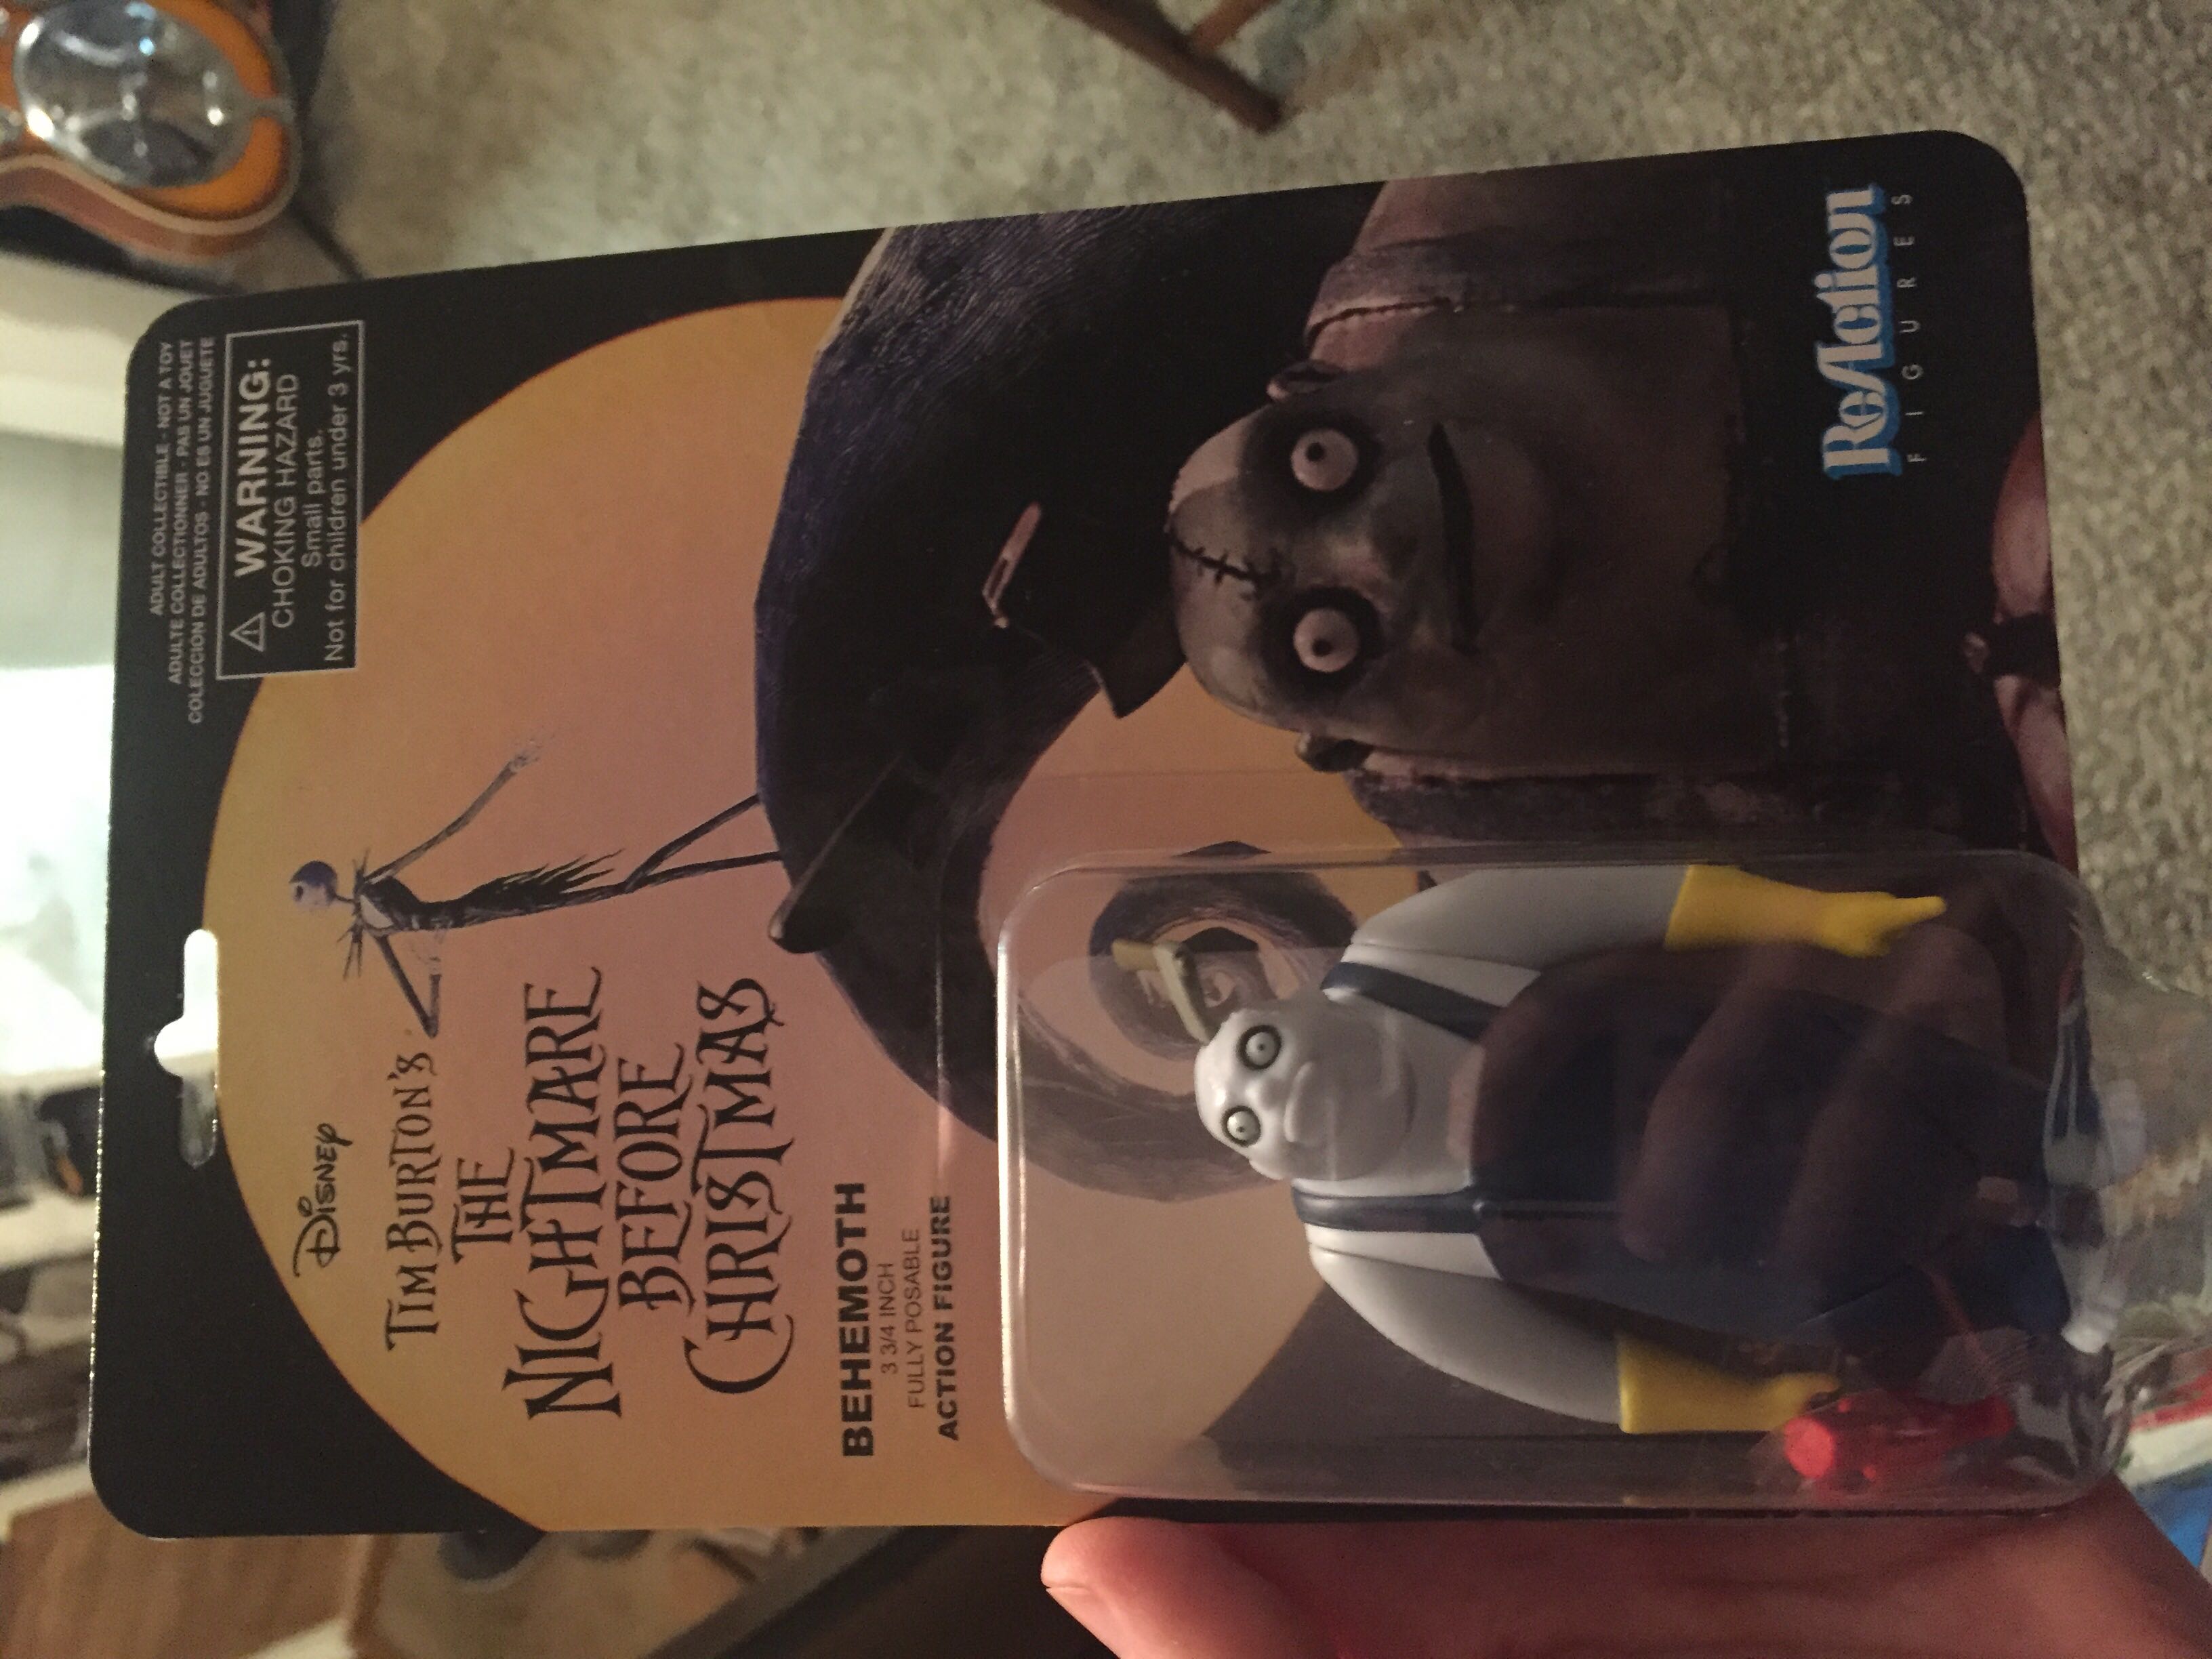 ADULT COLLECTIBLE - NOT A TOY
ADULTE COLLECTIONNER - PAS UN JOUET
COLECCIÓN DE ADULTOS - NO ES UN JUGUETE
WARNING:
CHOKING HAZARD
Small parts.
Not for children under 3 yrs.
DISNEY
TIM BURTON'S
THE
NIGHTMARE
BEFORE
CHRISTMAS
BEHEMOTH
3 3/4 INCH
FULLY POSABLE
ACTION FIGURE
ReAction
FIGURES